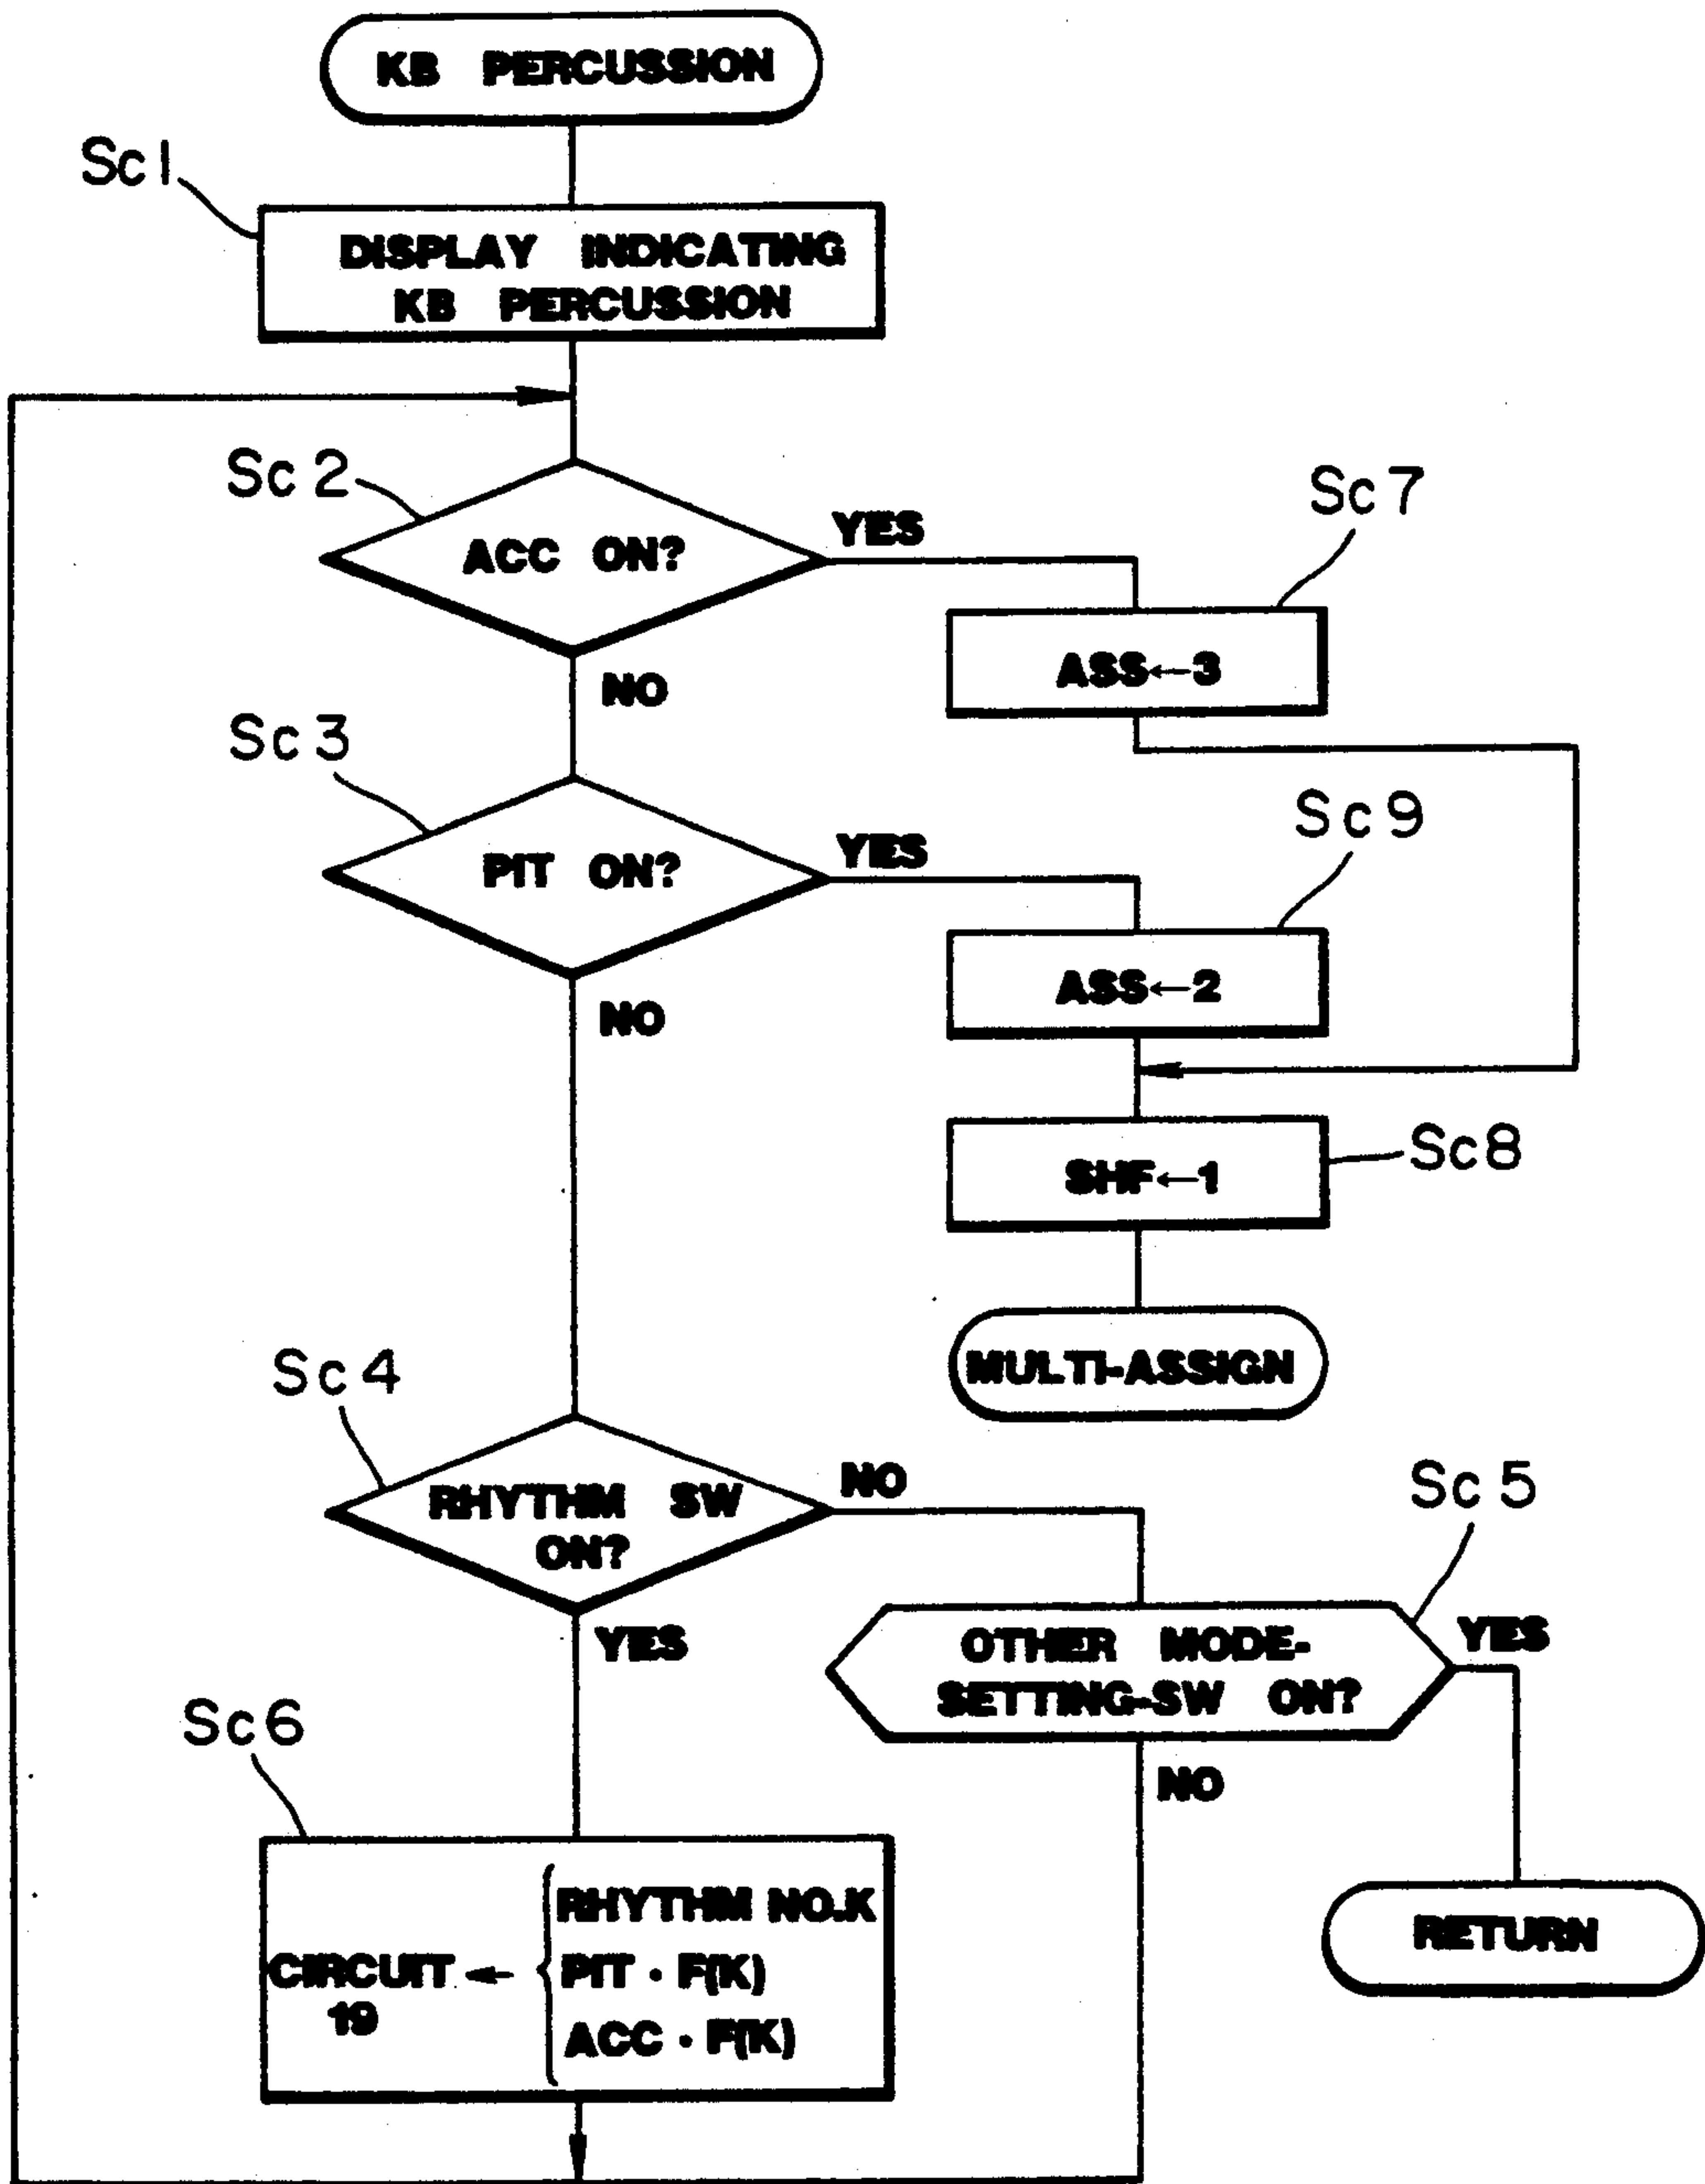 KB PERCUSSION
Sc1
DISPLAY INDICATING
KB PERCUSSION
Sc2
ACC ON?
YES
NO
Sc7
ASS←3
Sc3
PIT ON?
YES
NO
Sc9
ASS←2
Sc8
SHF←1
MULTI-ASSIGN
Sc4
RHYTHM SW
ON?
NO
YES
Sc5
OTHER MODE-
SETTING-SW ON?
YES
NO
RETURN
Sc6
CIRCUIT ←
19
RHYTHM NO.K
PIT · F(K)
ACC · F(K)